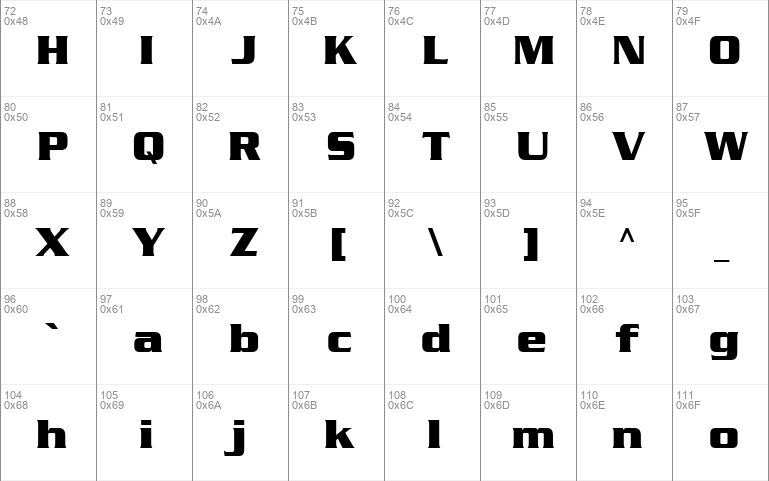 72 73 74 75 76 77 78 79
0x48 0x49 0x4A 0x4B 0x4C 0x4D 0x4E 0x4F
H I J K L M N O
80 81 82 83 84 85 86 87
0x50 0x51 0x52 0x53 0x54 0x55 0x56 0x57
P Q R S T U V W
88 89 90 91 92 93 94 95
0x58 0x59 0x5A 0x5B 0x5C 0x5D 0x5E 0x5F
X Y Z [ \ ] ^ _
96 97 98 99 100 101 102 103
0x60 0x61 0x62 0x63 0x64 0x65 0x66 0x67
` a b c d e f g
104 105 106 107 108 109 110 111
0x68 0x69 0x6A 0x6B 0x6C 0x6D 0x6E 0x6F
h i j k l m n o